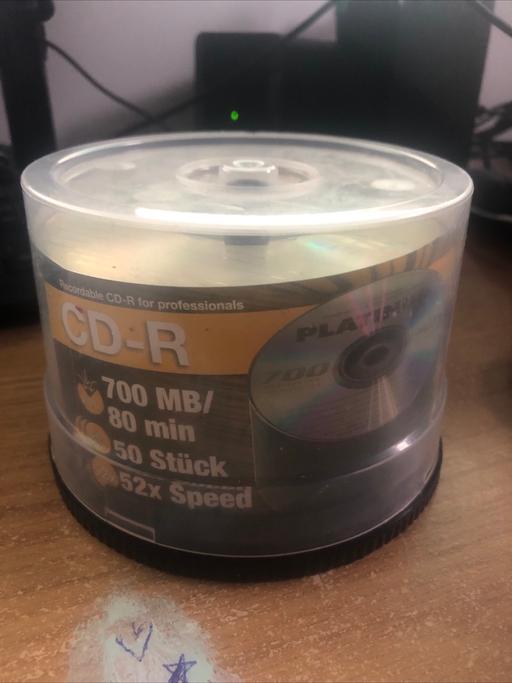 Recordable CD-R for professionals
CD-R
PLATINUM
700
700 MB/
80 min
50 Stück
52x Speed